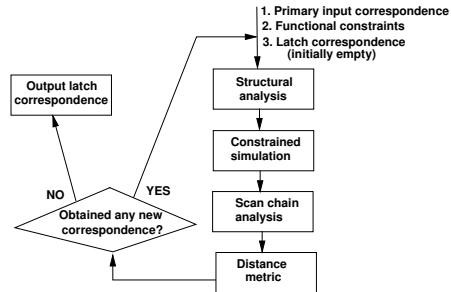 1. Primary input correspondence
2. Functional constraints
3. Latch correspondence
(initially empty)
Structural
analysis
Output latch
correspondence
Constrained
simulation
NO
YES
Scan chain
analysis
Obtained any new
correspondence?
Distance
metric